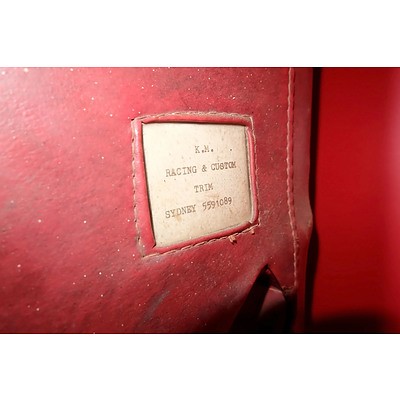 K.M.
RACING & CUSTOM
TRIM
SYDNEY 5591089